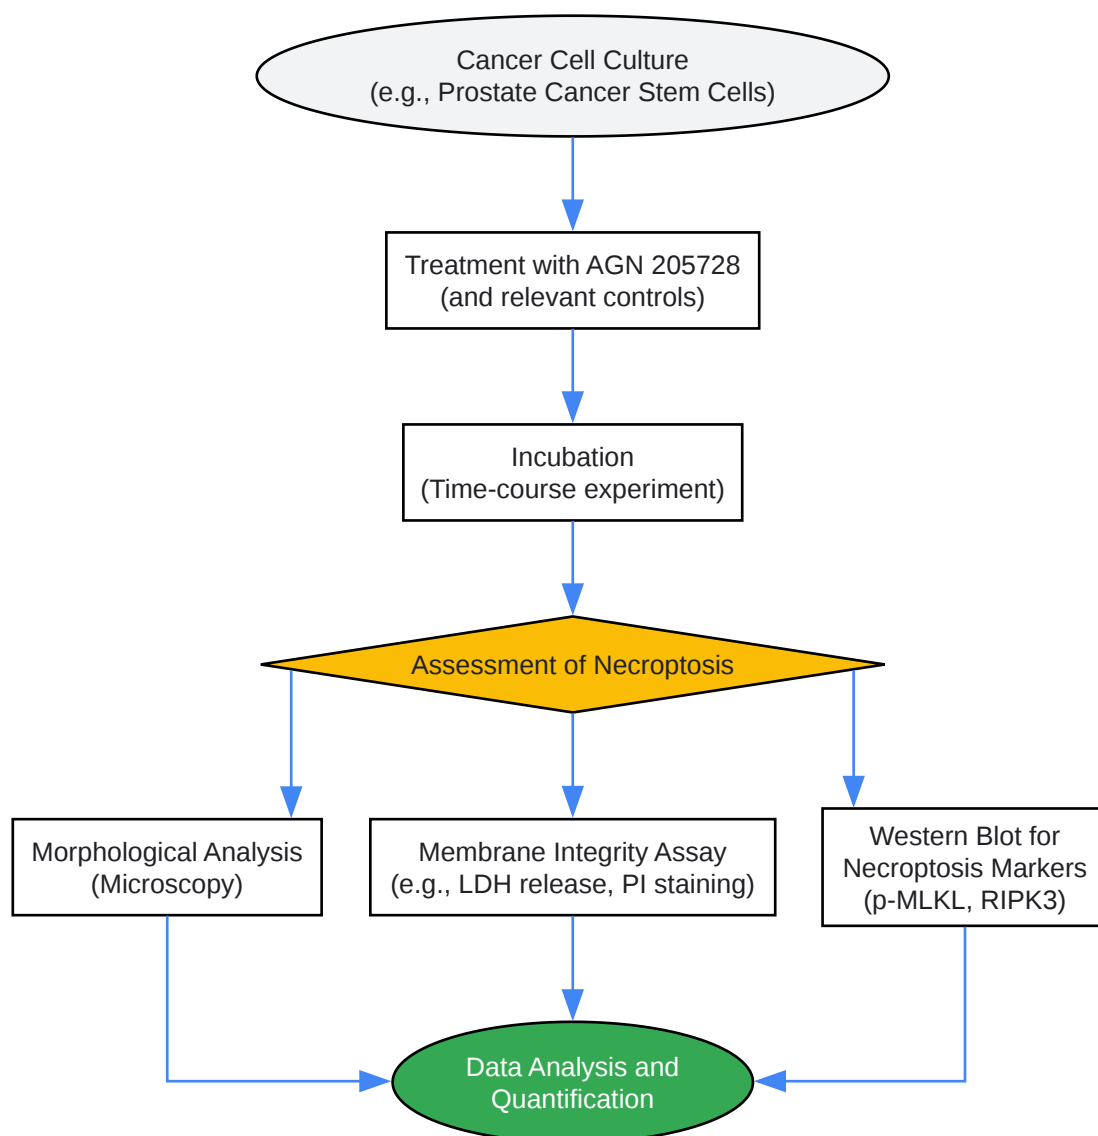 Cancer Cell Culture
(e.g., Prostate Cancer Stem Cells)
Treatment with AGN 205728
(and relevant controls)
Incubation
(Time-course experiment)
Assessment of Necroptosis
Morphological Analysis
(Microscopy)
Membrane Integrity Assay
(e.g., LDH release, PI staining)
Western Blot for
Necroptosis Markers
(p-MLKL, RIPK3)
Data Analysis and
Quantification